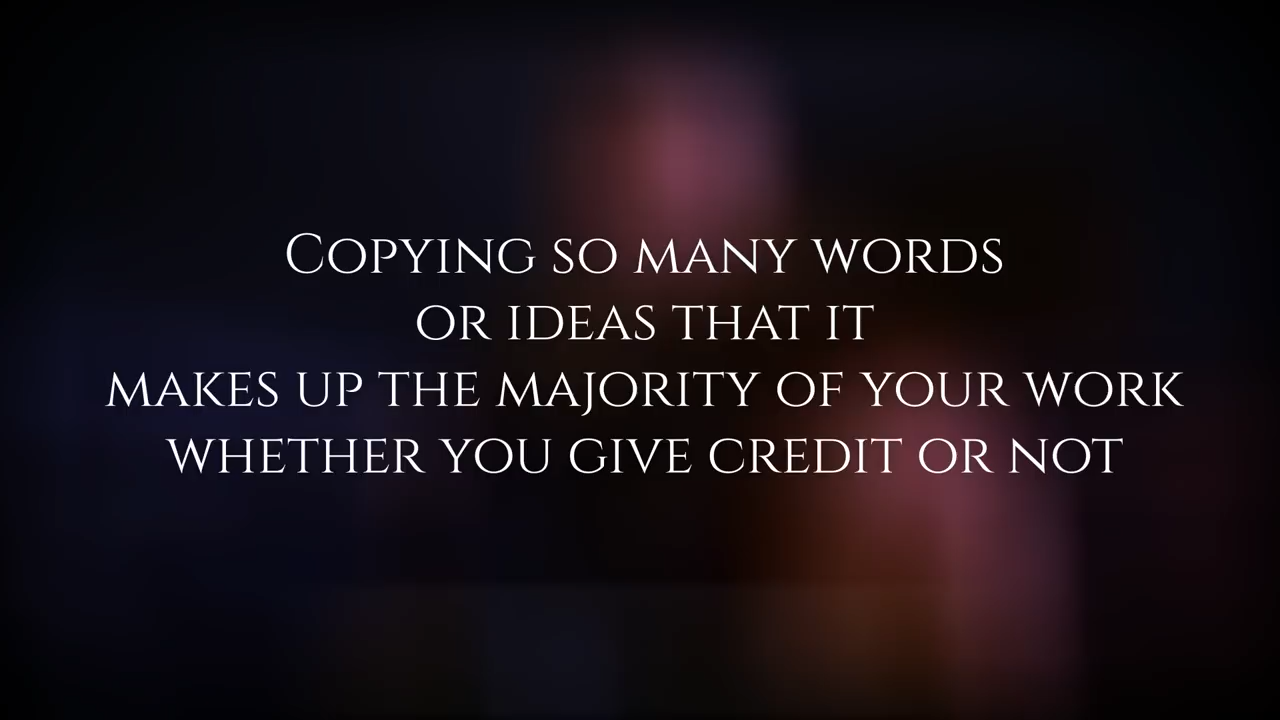 Copying so many words
or ideas that it
makes up the majority of your work
whether you give credit or not